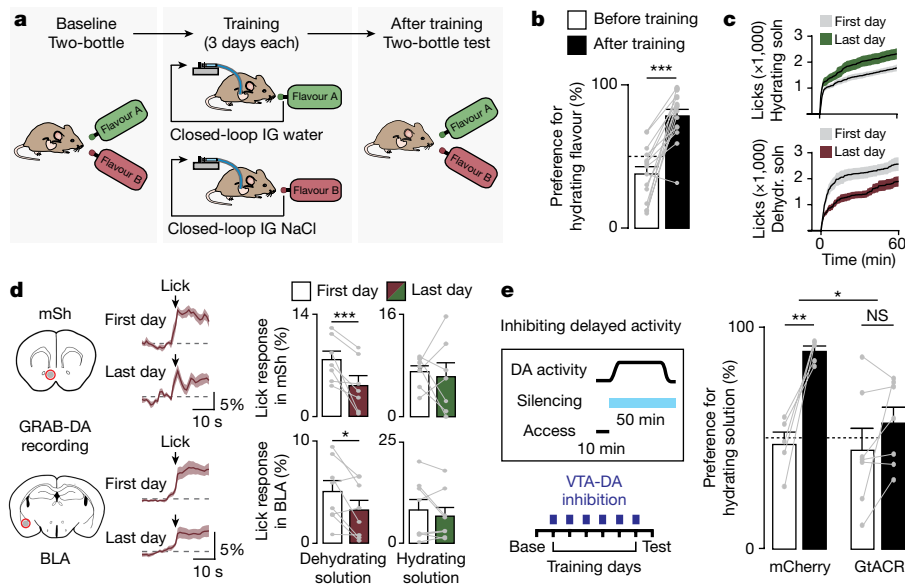 a
Baseline
Two-bottle
Training
(3 days each)
After training
Two-bottle test
Flavour A
Flavour B
Flavour A
Closed-loop IG water
Flavour B
Closed-loop IG NaCl
Flavour A
Flavour B
b
Before training
After training
***
100
50
0
Preference for
hydrating flavour (%)
c
First day
Last day
3
2
1
Licks (×1,000)
Hydrating soln
First day
Last day
3
2
1
Licks (×1,000)
Dehydr. soln
0
60
Time (min)
d
mSh
GRAB-DA
recording
BLA
Lick
First day
Last day
5%
10 s
Lick
First day
Last day
5%
10 s
First day
Last day
14
***
0
Lick response
in mSh (%)
14
0
10
*
0
Lick response
in BLA (%)
25
0
Dehydrating
solution
Hydrating
solution
e
Inhibiting delayed activity
DA activity
Silencing
50 min
Access
10 min
VTA-DA
inhibition
Base
Test
Training days
*
**
NS
100
50
0
Preference for
hydrating solution (%)
mCherry
GtACR